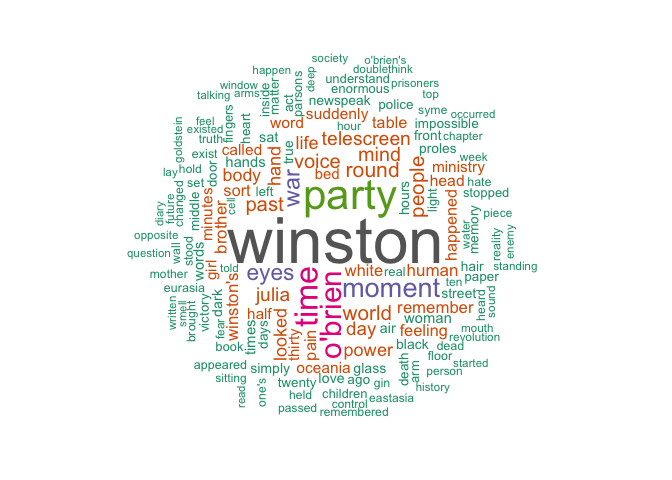 society
o'brien's
happen
doublethink
window
deep
understand
prisoners
talking
arms
inside
matter
act
parsons
enormous
top
newspeak
police
syme
occurred
feel
fingers
heart
word
suddenly
hour
table
impossible
existed
truth
goldstein
called
sat
true
life
telescreen
front
chapter
exist
door
hands
hand
voice
mind
proles
week
lay
hold
body
bed
round
people
ministry
set
sort
left
war
head
hate
diary
future
changed
middle
minutes
brother
past
cell
party
hours
light
happened
stopped
memory
piece
opposite
wall
stood
words
girl
winston
water
reality
enemy
question
told
standing
mother
eurasia
winston's
eyes
time
o'brien
white
real
human
hair
moment
ten
paper
written
smell
brought
victory
dark
fear
julia
half
looked
street
heard
sound
world
remember
times
days
thirty
pain
day
air
feeling
woman
mouth
revolution
book
power
black
dead
appeared
simply
oceania
glass
death
arm
floor
started
sitting
twenty
love
ago
gin
person
read
one's
held
children
eastasia
history
passed
control
remembered